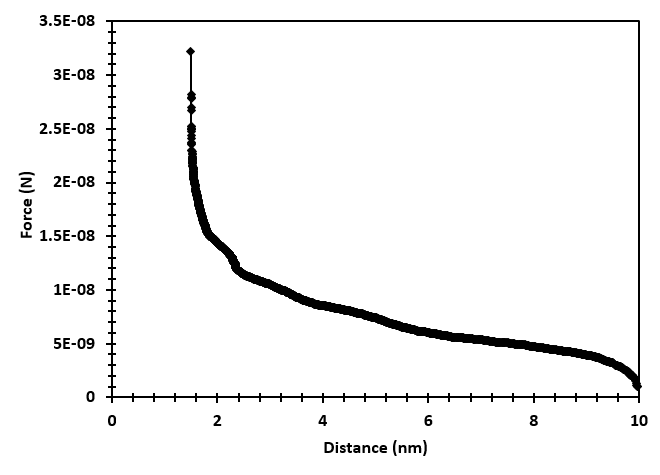 3.5E-08
3E-08
2.5E-08
2E-08
1.5E-08
1E-08
5E-09
0
Force (N)
0 2 4 6 8 10
Distance (nm)